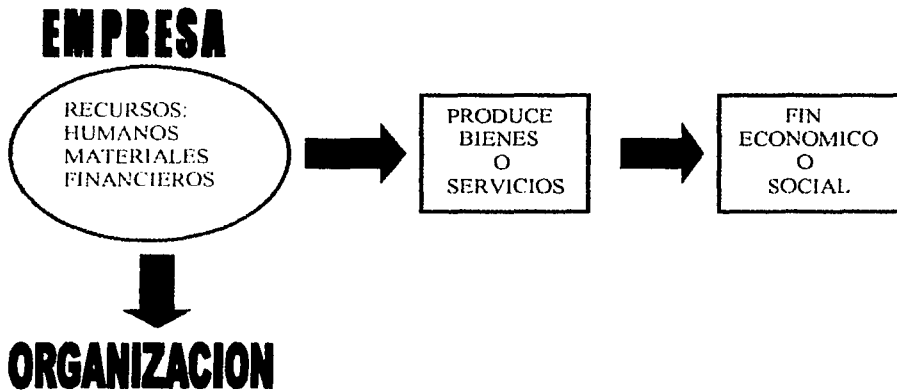 EMPRESA
RECURSOS:
HUMANOS
MATERIALES
FINANCIEROS
PRODUCE
BIENES
O
SERVICIOS
FIN
ECONOMICO
O
SOCIAL
ORGANIZACION